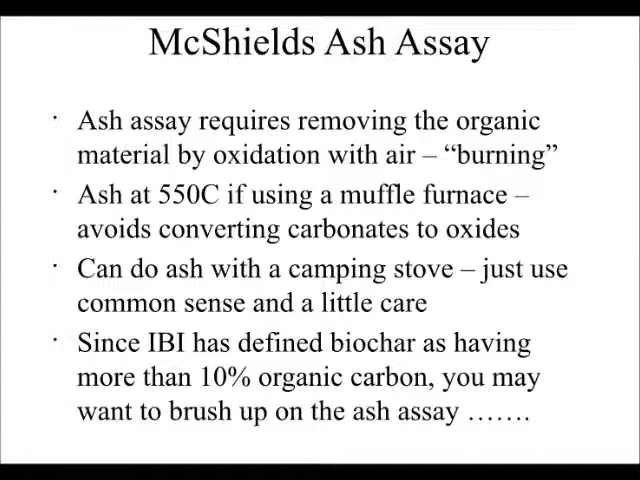 McShields Ash Assay
· Ash assay requires removing the organic
material by oxidation with air – “burning”
· Ash at 550C if using a muffle furnace –
avoids converting carbonates to oxides
· Can do ash with a camping stove – just use
common sense and a little care
· Since IBI has defined biochar as having
more than 10% organic carbon, you may
want to brush up on the ash assay …….